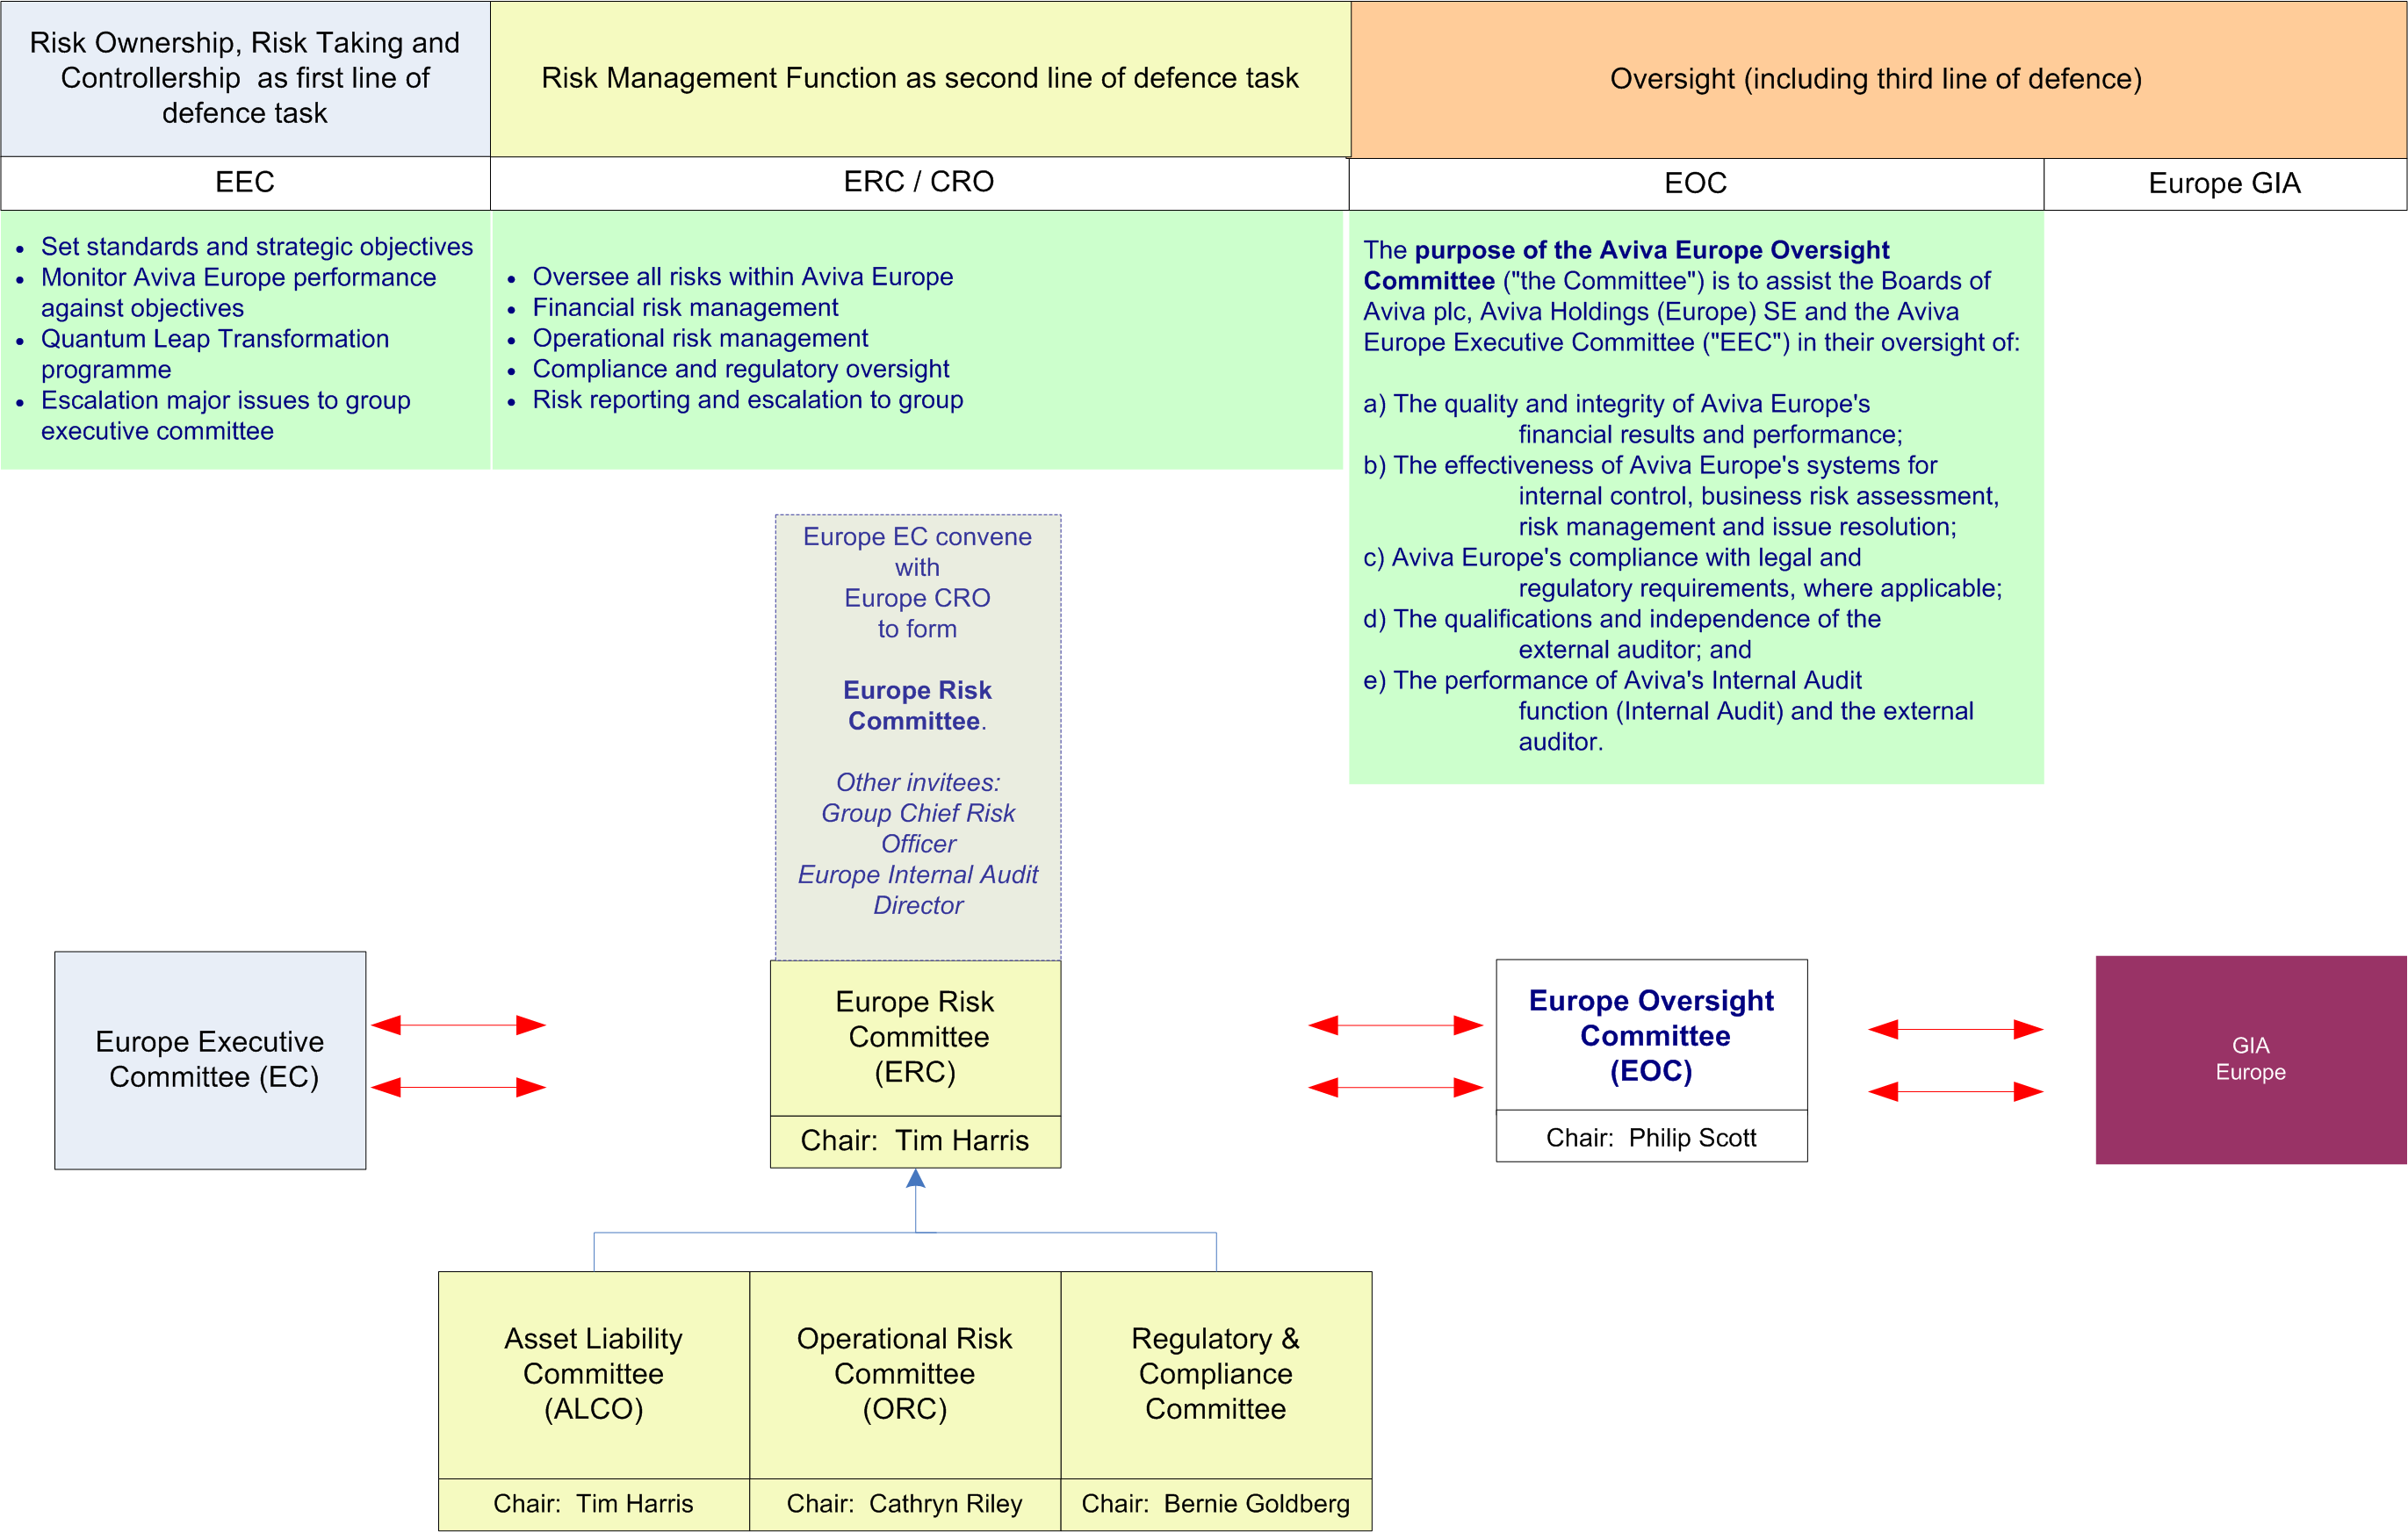 Risk Ownership, Risk Taking and
Controllership as first line of
defence task
Risk Management Function as second line of defence task
Oversight (including third line of defence)
EEC
ERC / CRO
EOC
Europe GIA
• Set standards and strategic objectives
• Monitor Aviva Europe performance
against objectives
• Quantum Leap Transformation
programme
• Escalation major issues to group
executive committee
• Oversee all risks within Aviva Europe
• Financial risk management
• Operational risk management
• Compliance and regulatory oversight
• Risk reporting and escalation to group
The purpose of the Aviva Europe Oversight
Committee ("the Committee") is to assist the Boards of
Aviva plc, Aviva Holdings (Europe) SE and the Aviva
Europe Executive Committee ("EEC") in their oversight of:
a) The quality and integrity of Aviva Europe's
financial results and performance;
b) The effectiveness of Aviva Europe's systems for
internal control, business risk assessment,
risk management and issue resolution;
c) Aviva Europe's compliance with legal and
regulatory requirements, where applicable;
d) The qualifications and independence of the
external auditor; and
e) The performance of Aviva's Internal Audit
function (Internal Audit) and the external
auditor.
Europe EC convene
with
Europe CRO
to form
Europe Risk
Committee.
Other invitees:
Group Chief Risk
Officer
Europe Internal Audit
Director
Europe Executive
Committee (EC)
Europe Risk
Committee
(ERC)
Chair: Tim Harris
Europe Oversight
Committee
(EOC)
Chair: Philip Scott
GIA
Europe
Asset Liability
Committee
(ALCO)
Chair: Tim Harris
Operational Risk
Committee
(ORC)
Chair: Cathryn Riley
Regulatory &
Compliance
Committee
Chair: Bernie Goldberg